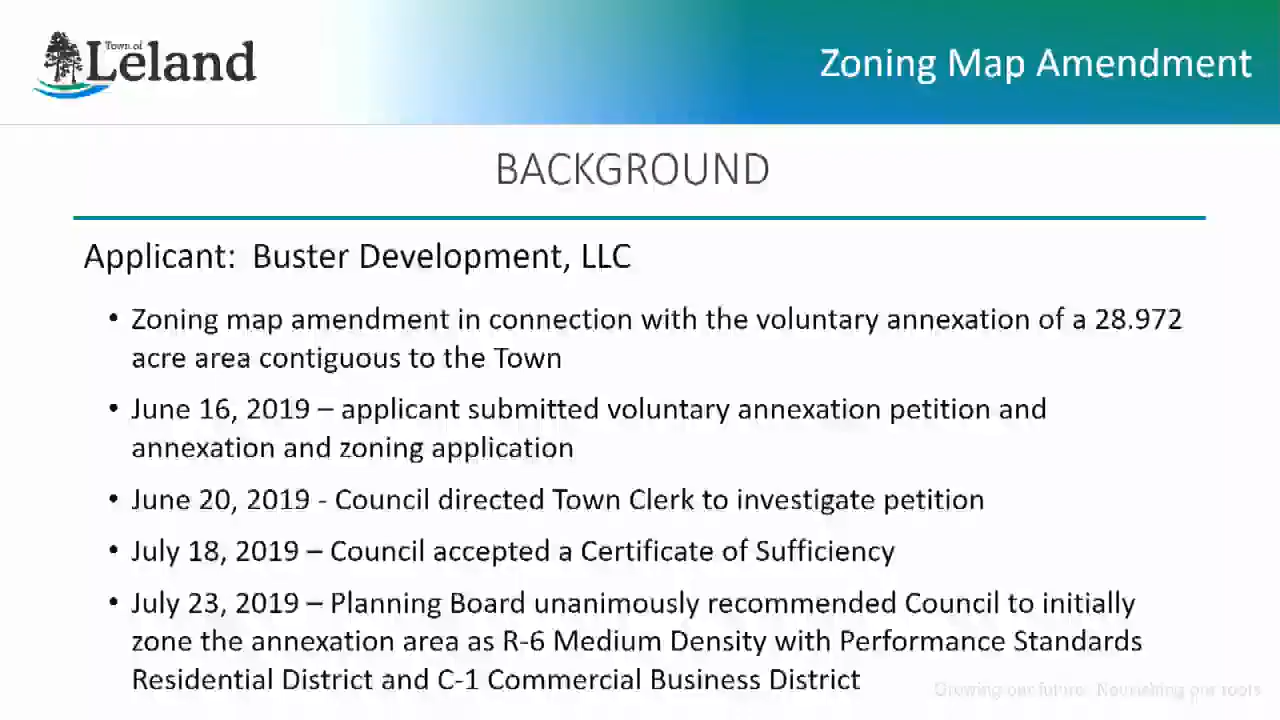 Town of
Leland
Zoning Map Amendment
BACKGROUND
Applicant: Buster Development, LLC
• Zoning map amendment in connection with the voluntary annexation of a 28.972
acre area contiguous to the Town
• June 16, 2019 – applicant submitted voluntary annexation petition and
annexation and zoning application
• June 20, 2019 - Council directed Town Clerk to investigate petition
• July 18, 2019 – Council accepted a Certificate of Sufficiency
• July 23, 2019 – Planning Board unanimously recommended Council to initially
zone the annexation area as R-6 Medium Density with Performance Standards
Residential District and C-1 Commercial Business District
Growing our future. Nourishing our roots